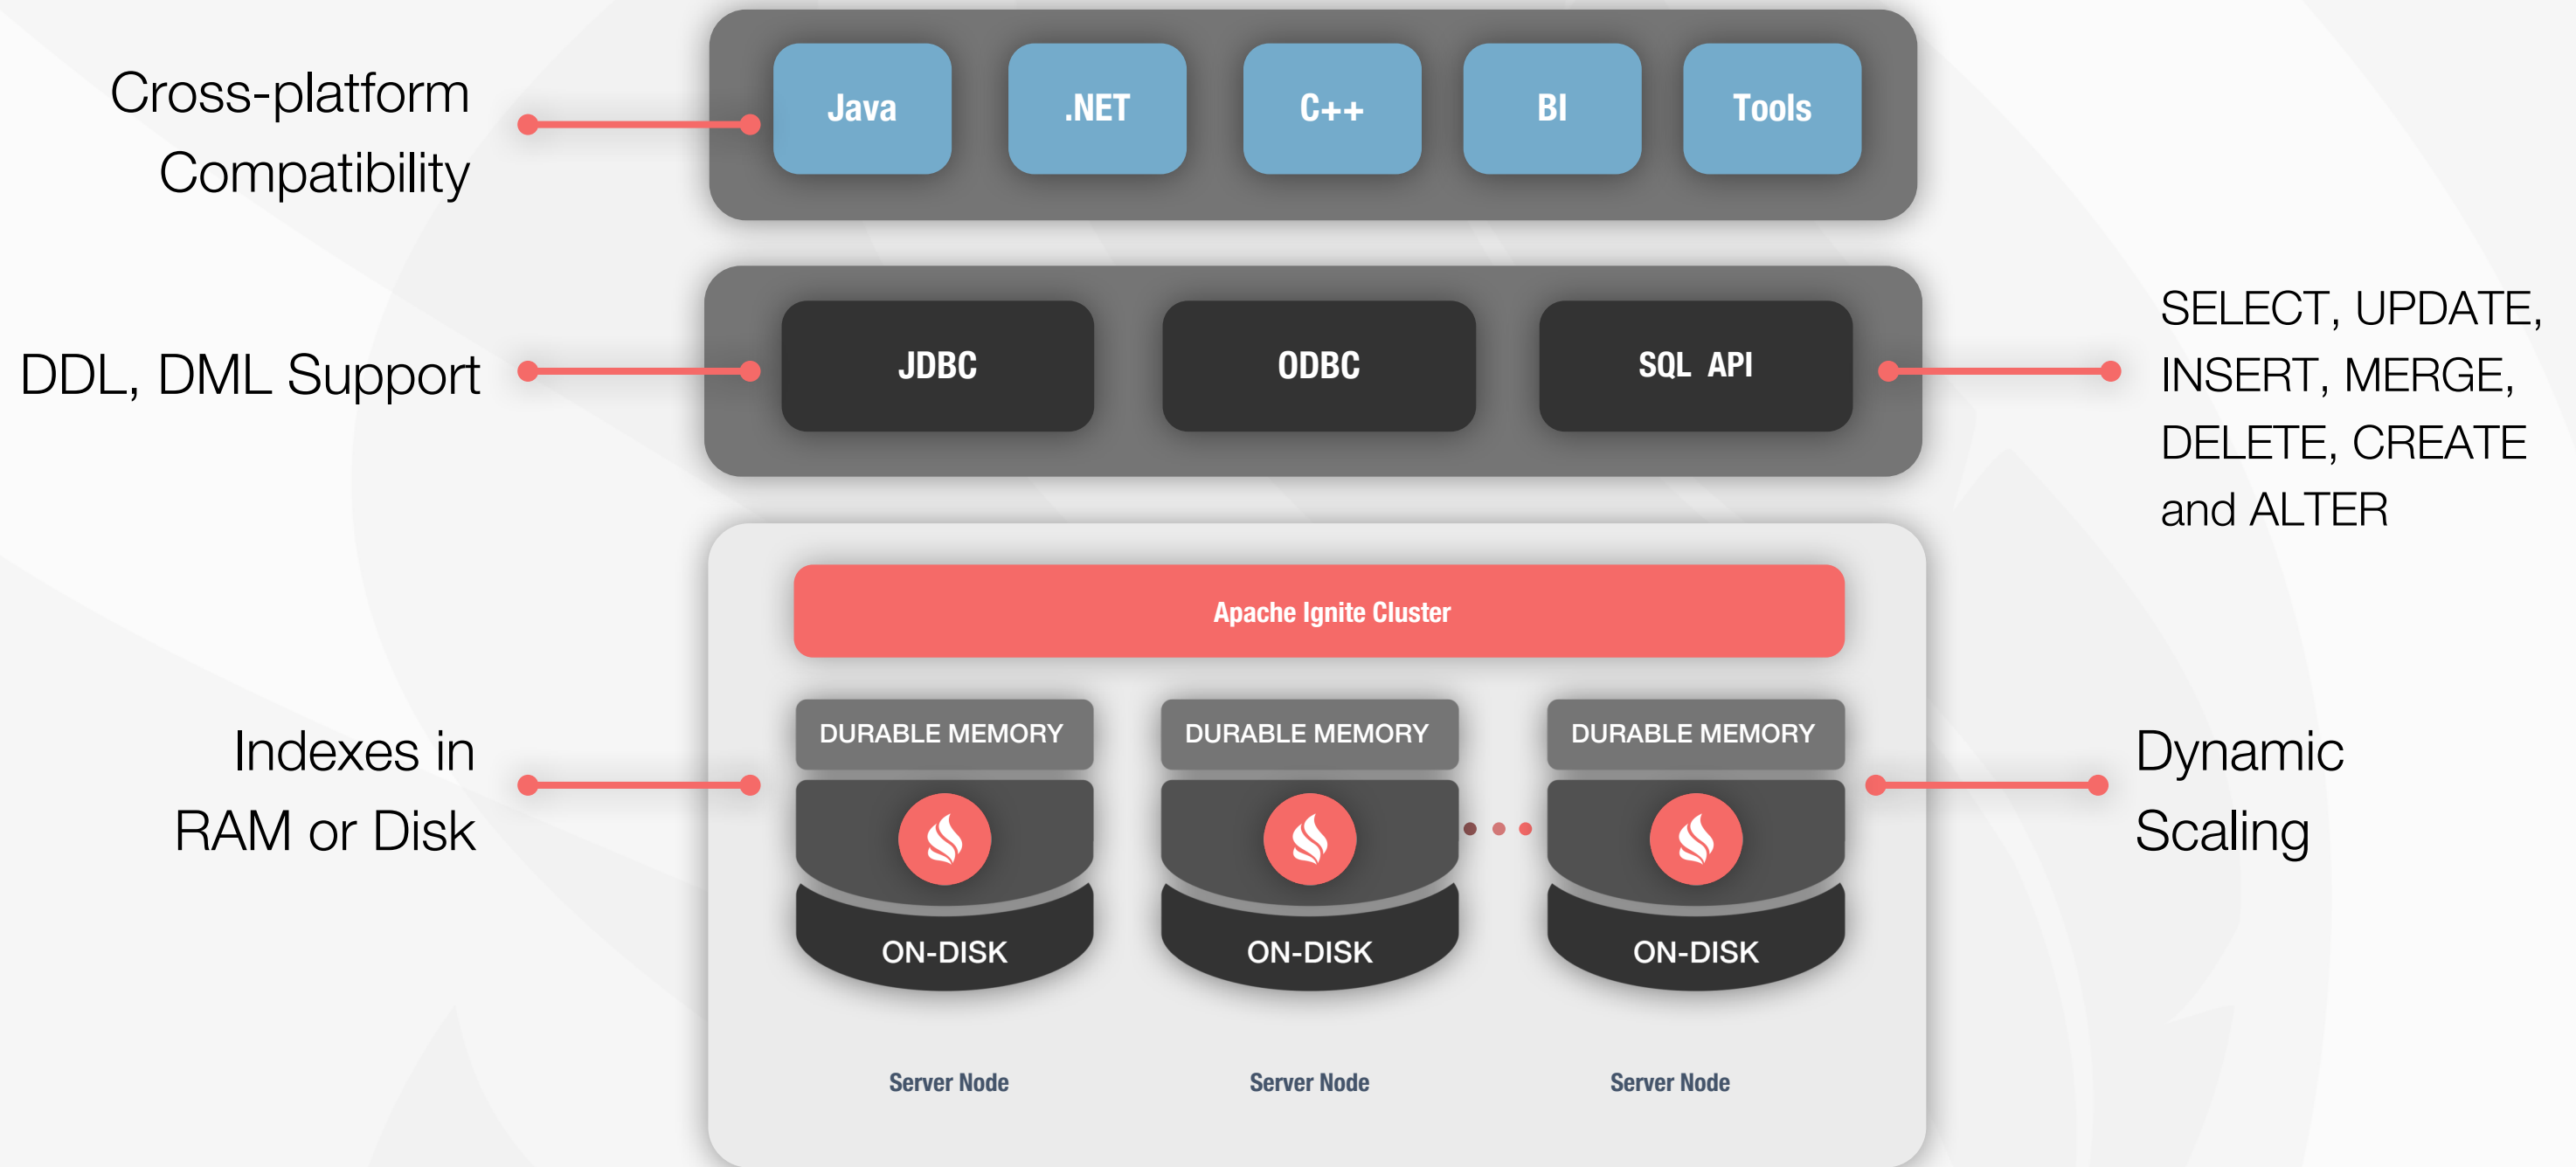 Cross-platform
Compatibility
Java
.NET
C++
BI
Tools
DDL, DML Support
JDBC
ODBC
SQL API
SELECT, UPDATE,
INSERT, MERGE,
DELETE, CREATE
and ALTER
Apache Ignite Cluster
Indexes in
RAM or Disk
DURABLE MEMORY
DURABLE MEMORY
DURABLE MEMORY
ON-DISK
ON-DISK
ON-DISK
Dynamic
Scaling
Server Node
Server Node
Server Node